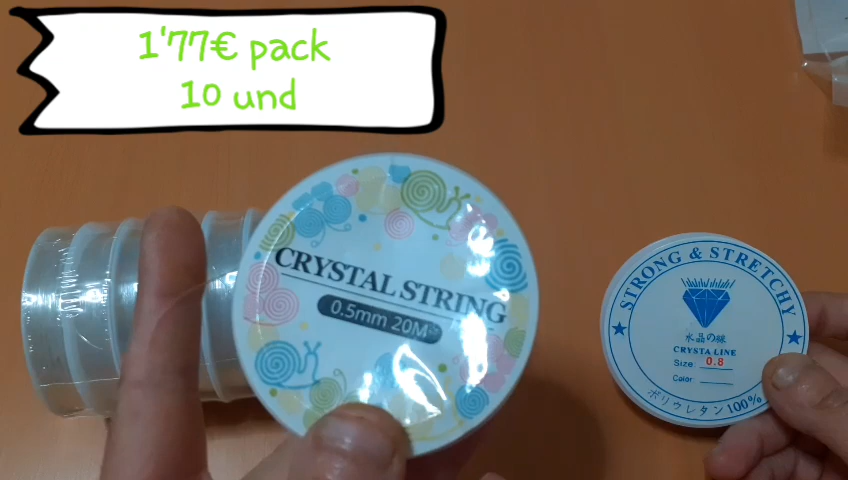 1'77€ pack
10 und
CRYSTAL STRING
0.5mm 20M
STRONG & STRETCHY
水晶の線
CRYSTA LINE
Size: 0.8
Color:
ポリウレタン100%